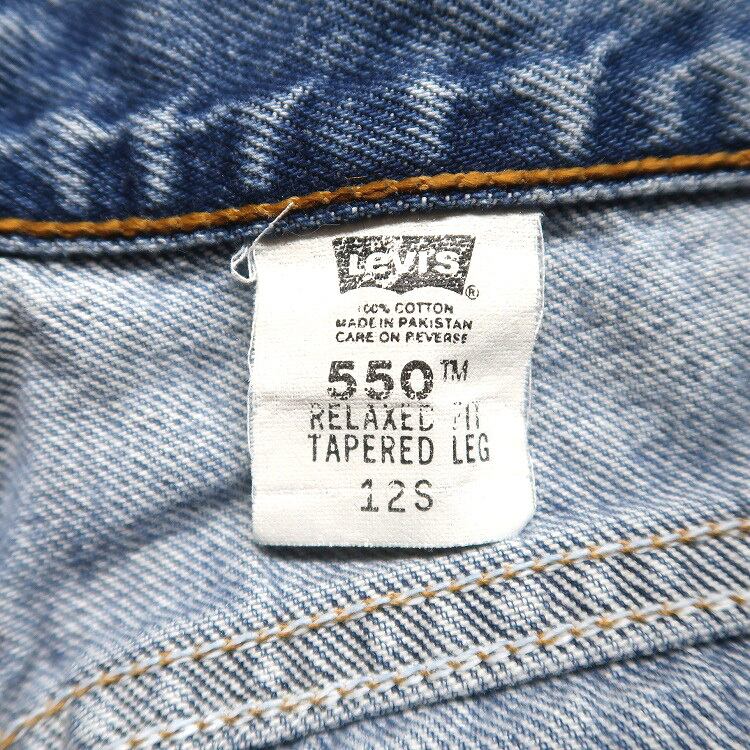 LEVI'S ®
100% COTTON
MADE IN PAKISTAN
CARE ON REVERSE
550™
RELAXED FIT
TAPERED LEG
12S